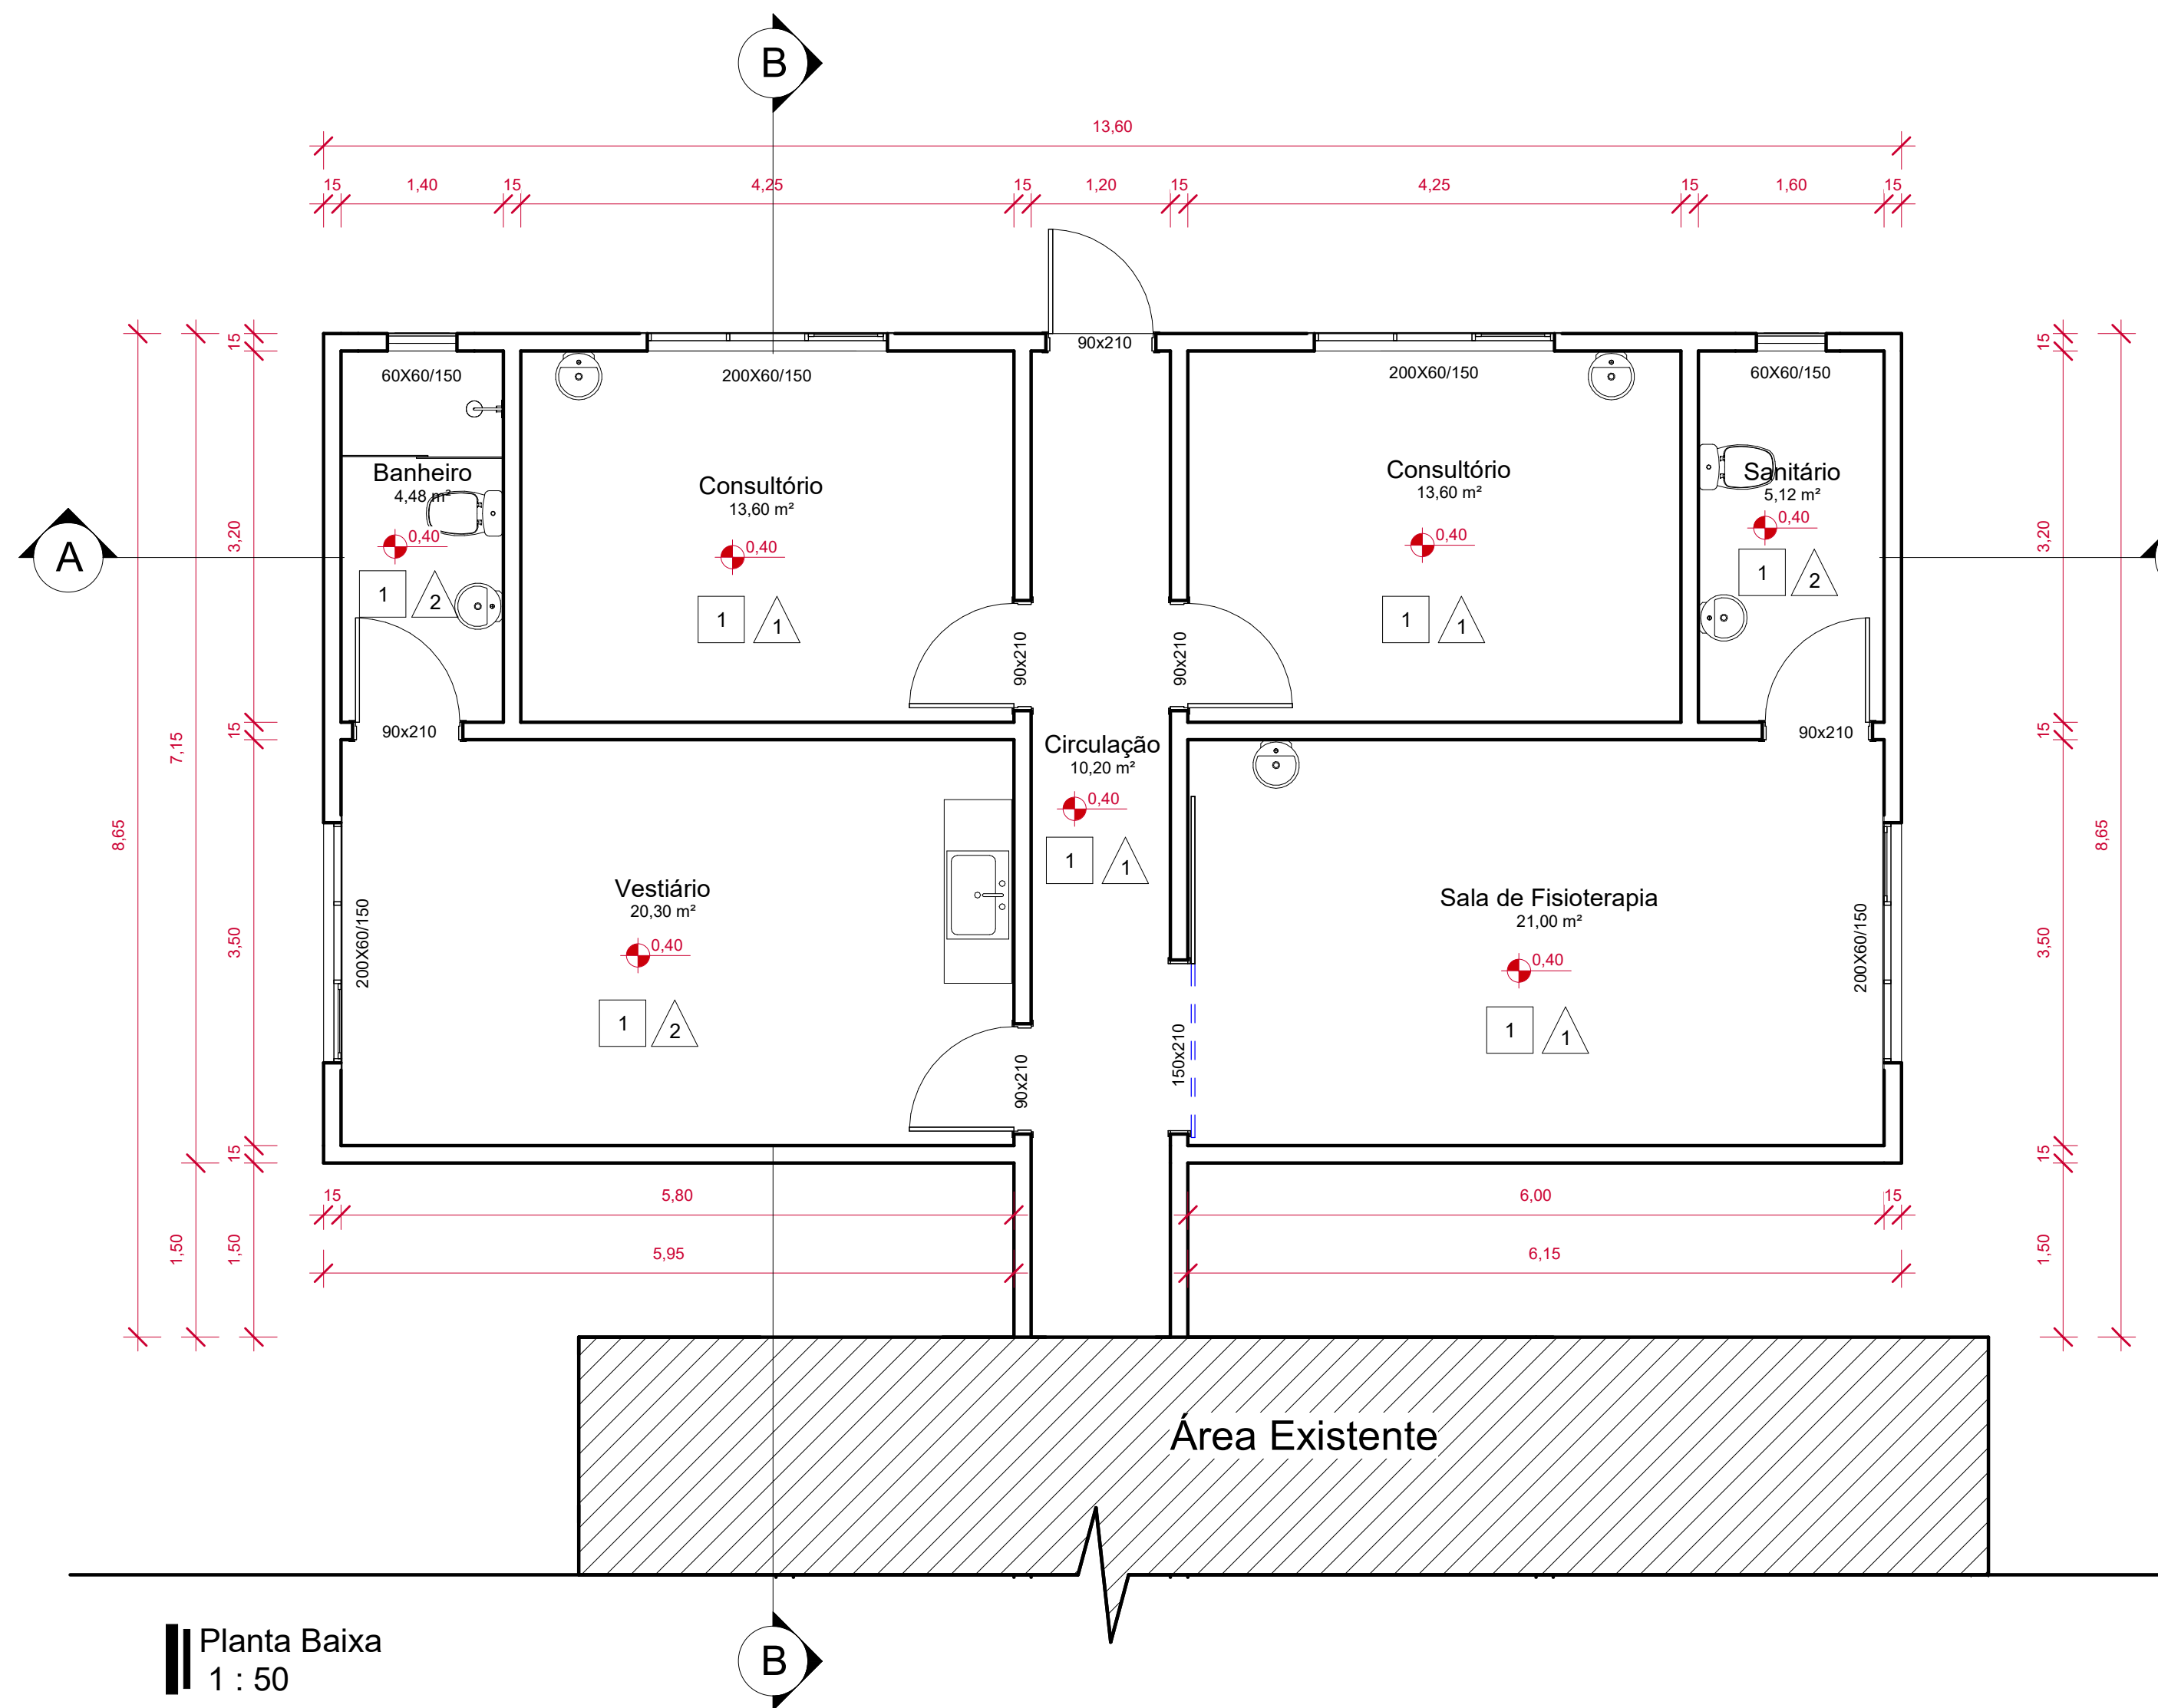 B
13,60
15 1,40 15 4,25 15 1,20 15 4,25 15 1,60 15
90x210
60X60/150
200X60/150
200X60/150
60X60/150
15
3,20
15
3,50
15
1,50
7,15
1,50
8,65
A
Banheiro
4,48 m²
0,40
1 2
90x210
Consultório
13,60 m²
0,40
1 1
90x210
Consultório
13,60 m²
0,40
1 1
90x210
Sanitário
5,12 m²
0,40
1 2
90x210
Circulação
10,20 m²
0,40
1 1
Vestiário
20,30 m²
0,40
1 2
200X60/150
90x210
Sala de Fisioterapia
21,00 m²
0,40
1 1
150x210
200X60/150
15
3,20
15
3,50
15
1,50
8,65
15 5,80
5,95
6,00 15
6,15
Área Existente
B
Planta Baixa
1 : 50